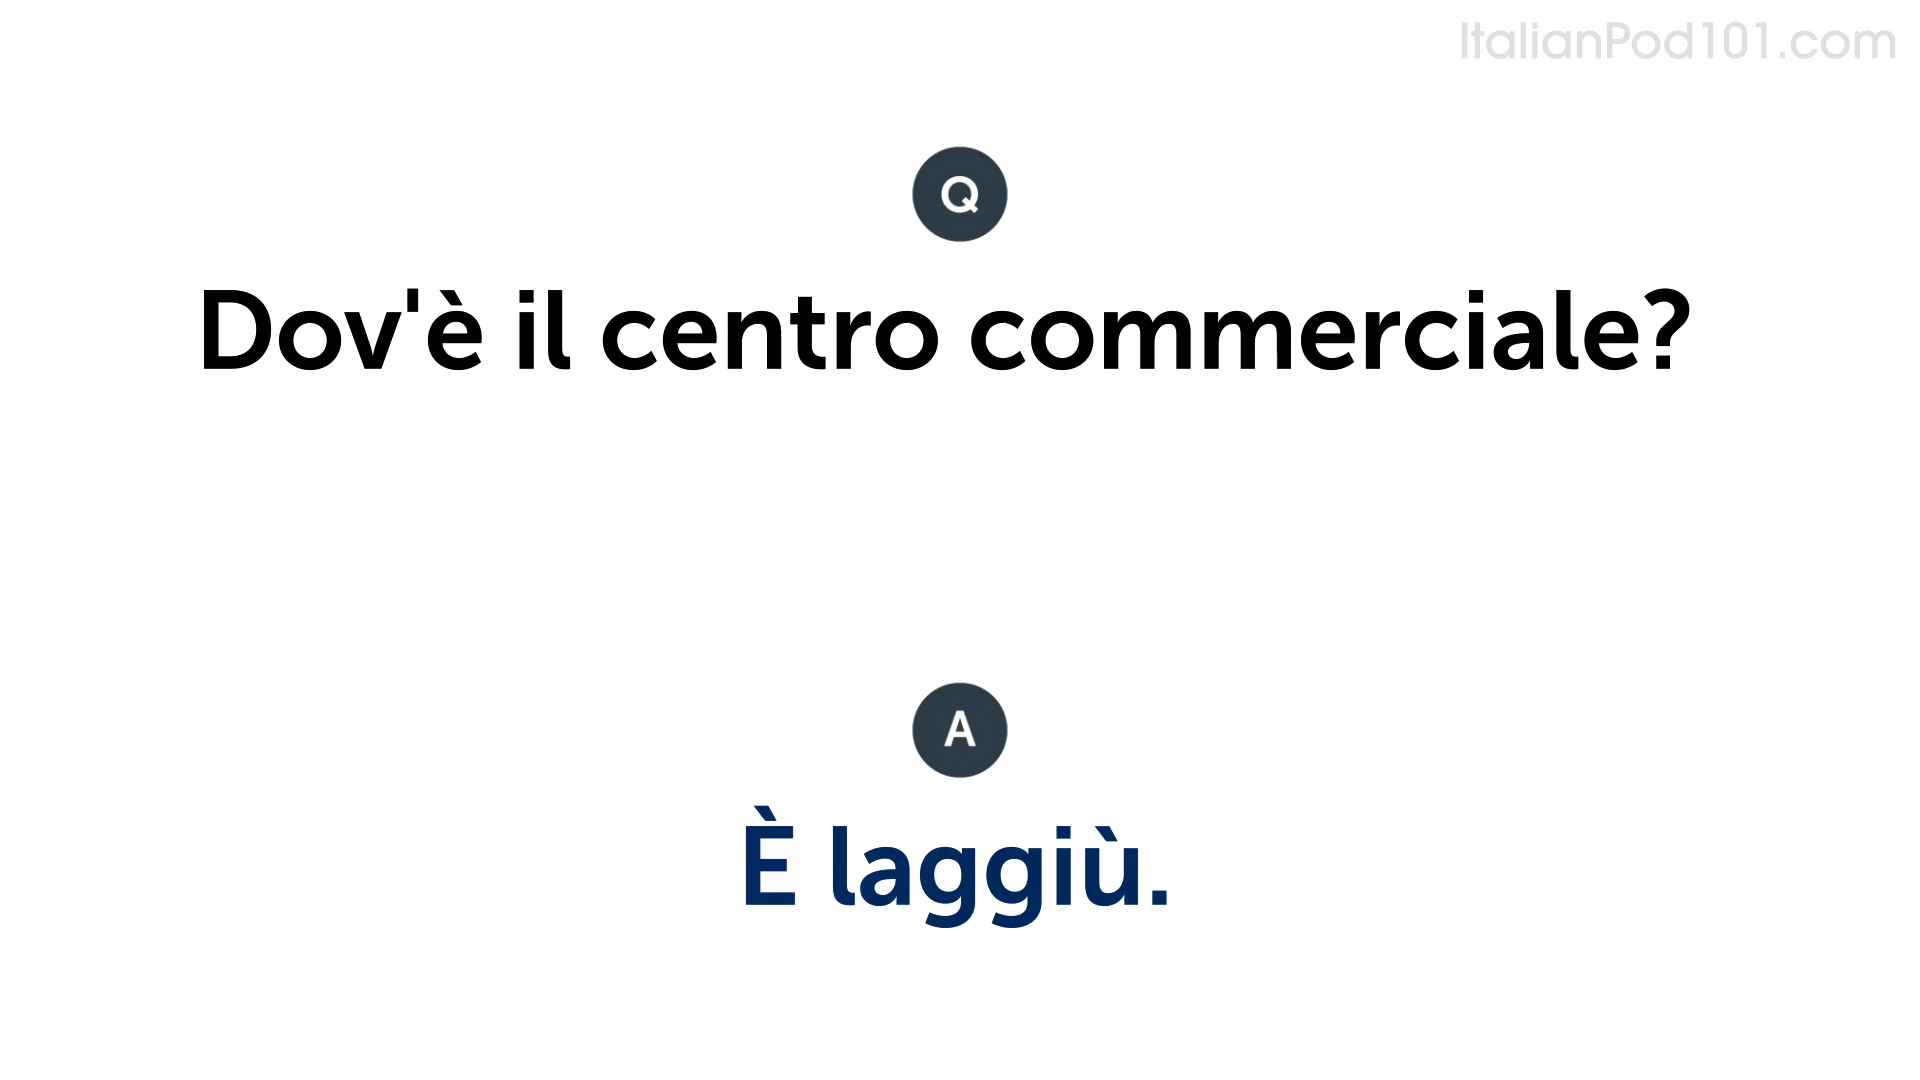 ItalianPod101.com
Q
Dov'è il centro commerciale?
A
È laggiù.